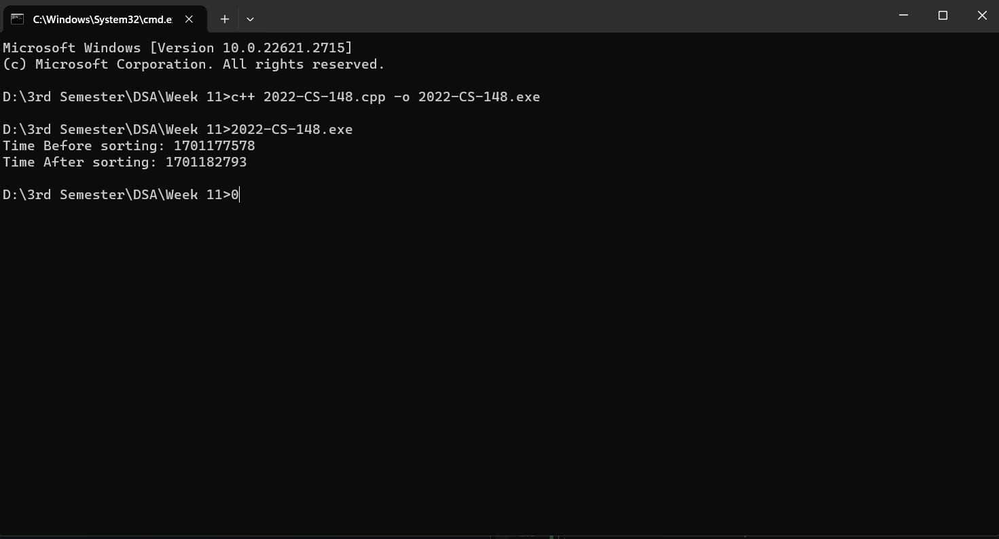 C:\Windows\System32\cmd.e
Microsoft Windows [Version 10.0.22621.2715]
(c) Microsoft Corporation. All rights reserved.
D:\3rd Semester\DSA\Week 11>c++ 2022-CS-148.cpp -o 2022-CS-148.exe
D:\3rd Semester\DSA\Week 11>2022-CS-148.exe
Time Before sorting: 1701177578
Time After sorting: 1701182793
D:\3rd Semester\DSA\Week 11>0